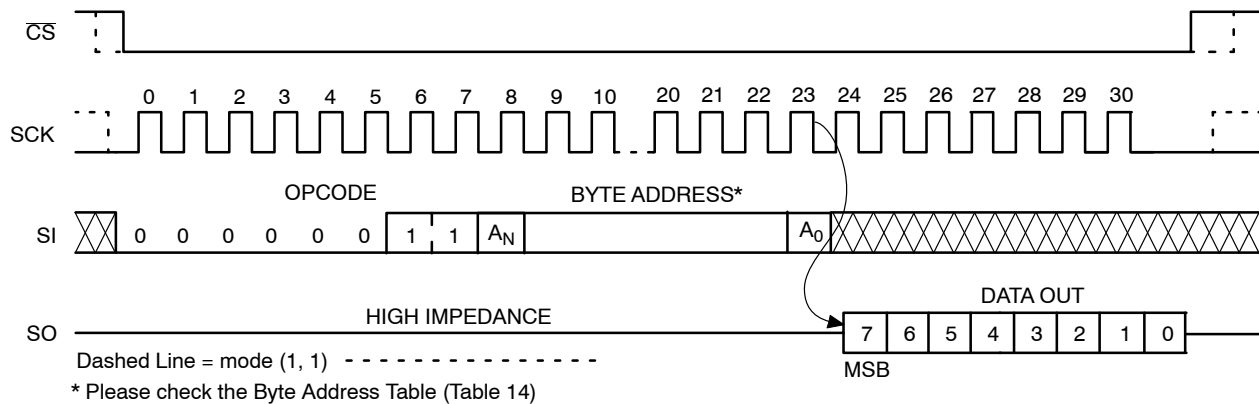 CS
0 1 2 3 4 5 6 7 8 9 10 20 21 22 23 24 25 26 27 28 29 30
SCK
OPCODE BYTE ADDRESS*
SI 0 0 0 0 0 0 1 1 AN A0
DATA OUT
HIGH IMPEDANCE
SO 7 6 5 4 3 2 1 0
Dashed Line = mode (1, 1)
MSB
* Please check the Byte Address Table (Table 14)